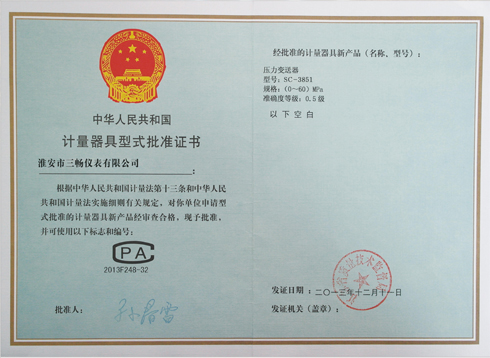 中华人民共和国
计量器具型式批准证书
淮安市三畅仪表有限公司：
根据中华人民共和国计量法第十三条和中华人民
共和国计量法实施细则有关规定，对你单位申请型
式批准的计量器具新产品经审查合格，现予批准，
并可使用以下标志和编号：
CPA
2013F248-32
批准人：
经批准的计量器具新产品（名称、型号）：
压力变送器
型号：SC-3851
规格：（0~60）MPa
准确度等级：0.5级
以下空白
发证日期：二〇一三年十二月十一日
发证机关（盖章）：